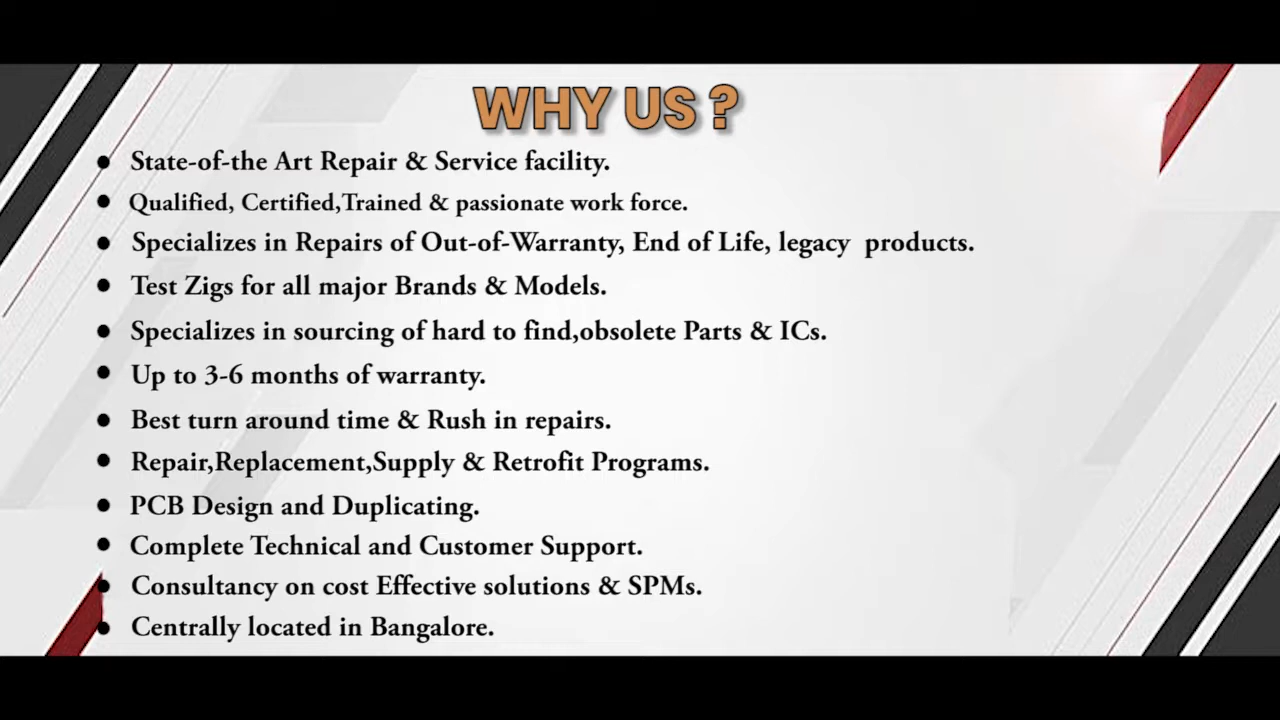 WHY US ?
• State-of-the Art Repair & Service facility.
• Qualified, Certified,Trained & passionate work force.
• Specializes in Repairs of Out-of-Warranty, End of Life, legacy  products.
• Test Zigs for all major Brands & Models.
• Specializes in sourcing of hard to find,obsolete Parts & ICs.
• Up to 3-6 months of warranty.
• Best turn around time & Rush in repairs.
• Repair,Replacement,Supply & Retrofit Programs.
• PCB Design and Duplicating.
• Complete Technical and Customer Support.
• Consultancy on cost Effective solutions & SPMs.
• Centrally located in Bangalore.